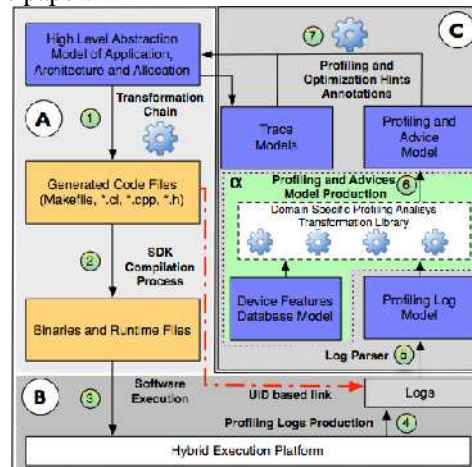 High Level Abstraction
Model of Application,
Architecture and Allocation
7
C
Profiling and
Optimization Hints
Annotations
A
1
Transformation
Chain
Trace
Models
Profiling and
Advice
Model
Generated Code Files
(Makefile, *.cl, *.cpp, *.h)
α
Profiling and Advices
Model Production
6
Domain Specific Profiling Analisys
Transformation Library
2
SDK
Compilation
Process
Device Features
Database Model
Profiling Log
Model
Binaries and Runtime Files
Log Parser
5
B
3
Software
Execution
UID based link
Logs
Profiling Logs Production
4
Hybrid Execution Platform